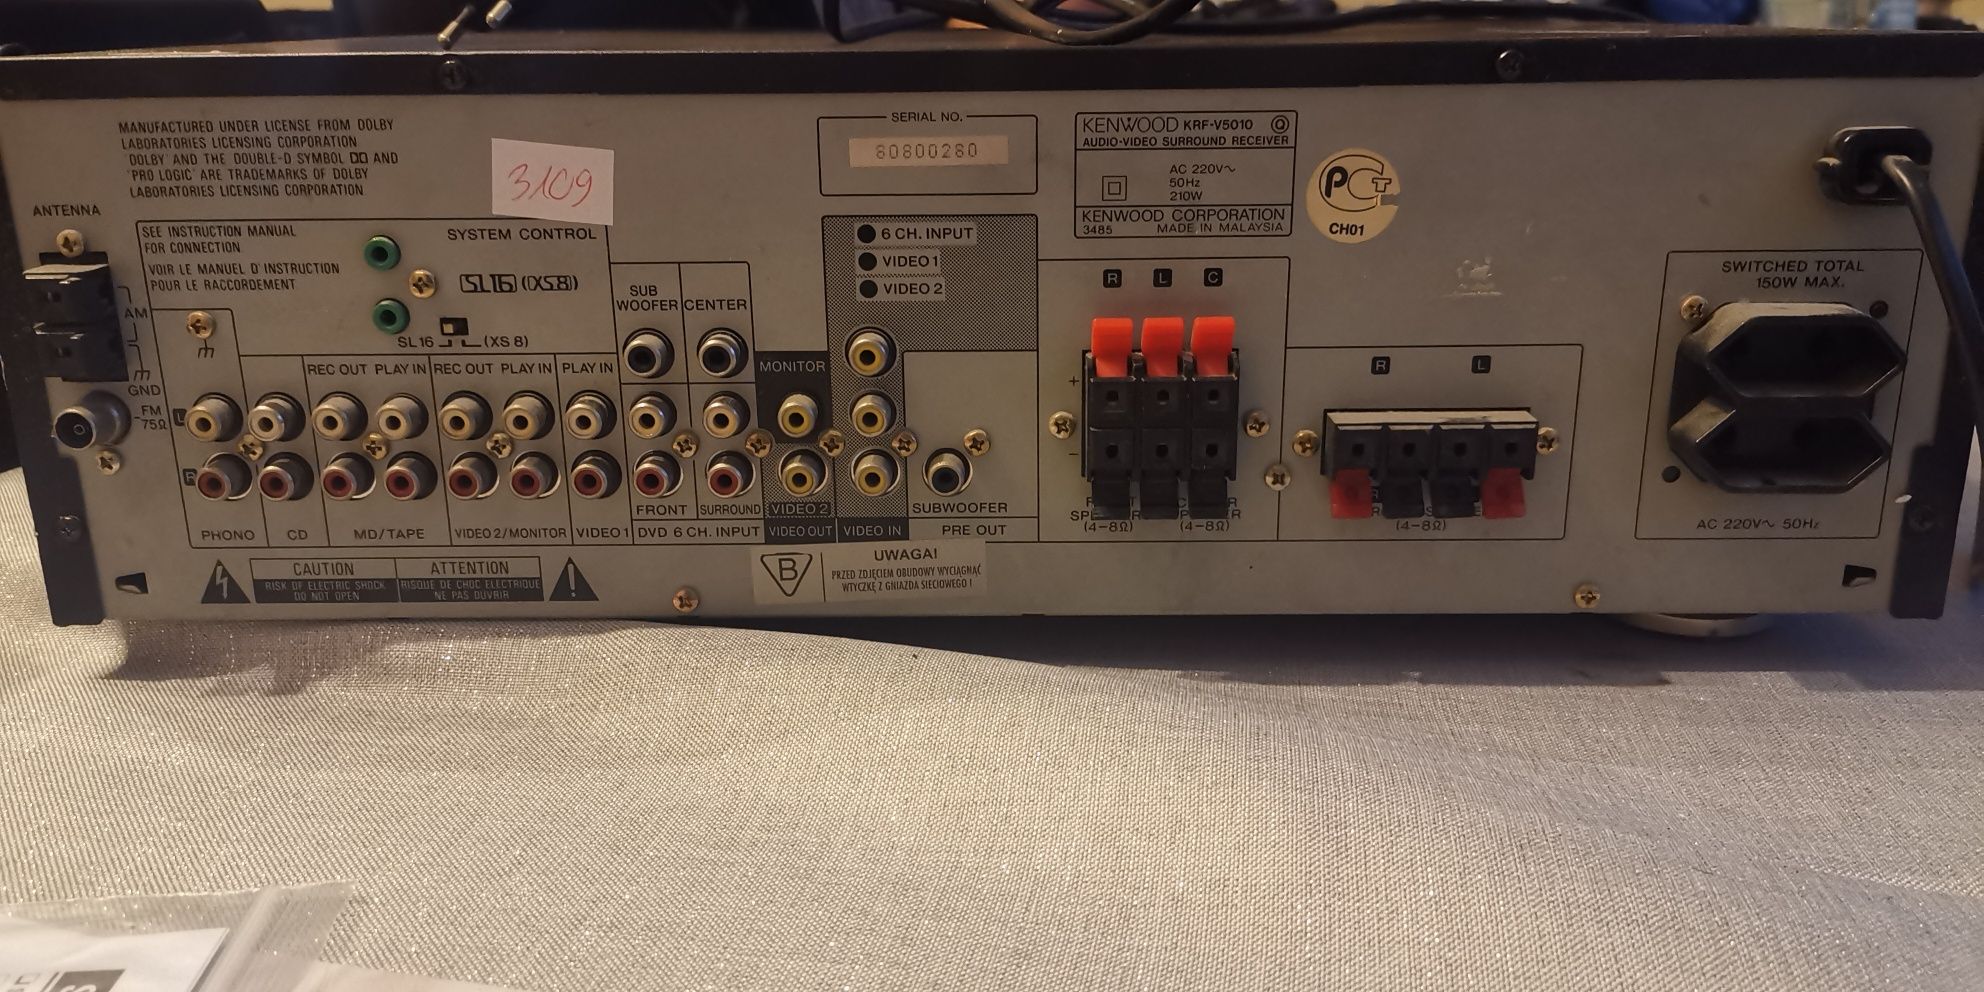 MANUFACTURED UNDER LICENSE FROM DOLBY
LABORATORIES LICENSING CORPORATION
'DOLBY' AND THE DOUBLE-D SYMBOL AND
'PRO LOGIC' ARE TRADEMARKS OF DOLBY
LABORATORIES LICENSING CORPORATION
3109
SERIAL NO.
80800280
KENWOOD KRF-V5010 Q
AUDIO-VIDEO SURROUND RECEIVER
AC 220V~
50Hz
210W
KENWOOD CORPORATION
3485 MADE IN MALAYSIA
PCT
CH01
ANTENNA
AM
GND
FM
75Ω
SEE INSTRUCTION MANUAL
FOR CONNECTION
VOIR LE MANUEL D'INSTRUCTION
POUR LE RACCORDEMENT
SYSTEM CONTROL
SL16 (XS8)
SL16 (XS 8)
SUB
WOOFER
CENTER
6 CH. INPUT
VIDEO 1
VIDEO 2
REC OUT PLAY IN REC OUT PLAY IN PLAY IN
MONITOR
L
R
PHONO
CD
MD/TAPE
VIDEO 2/MONITOR
VIDEO 1
FRONT
SURROUND
DVD 6 CH. INPUT
VIDEO 2
VIDEO OUT
VIDEO IN
SUBWOOFER
PRE OUT
R L C
+
-
(4-8Ω) (4-8Ω)
R L
(4-8Ω)
SWITCHED TOTAL
150W MAX.
AC 220V~ 50Hz
CAUTION
RISK OF ELECTRIC SHOCK
DO NOT OPEN
ATTENTION
RISQUE DE CHOC ELECTRIQUE
NE PAS OUVRIR
B
UWAGA!
PRZED ZDJĘCIEM OBUDOWY WYCIĄGNĄĆ
WTYCZKĘ Z GNIAZDA SIECIOWEGO !